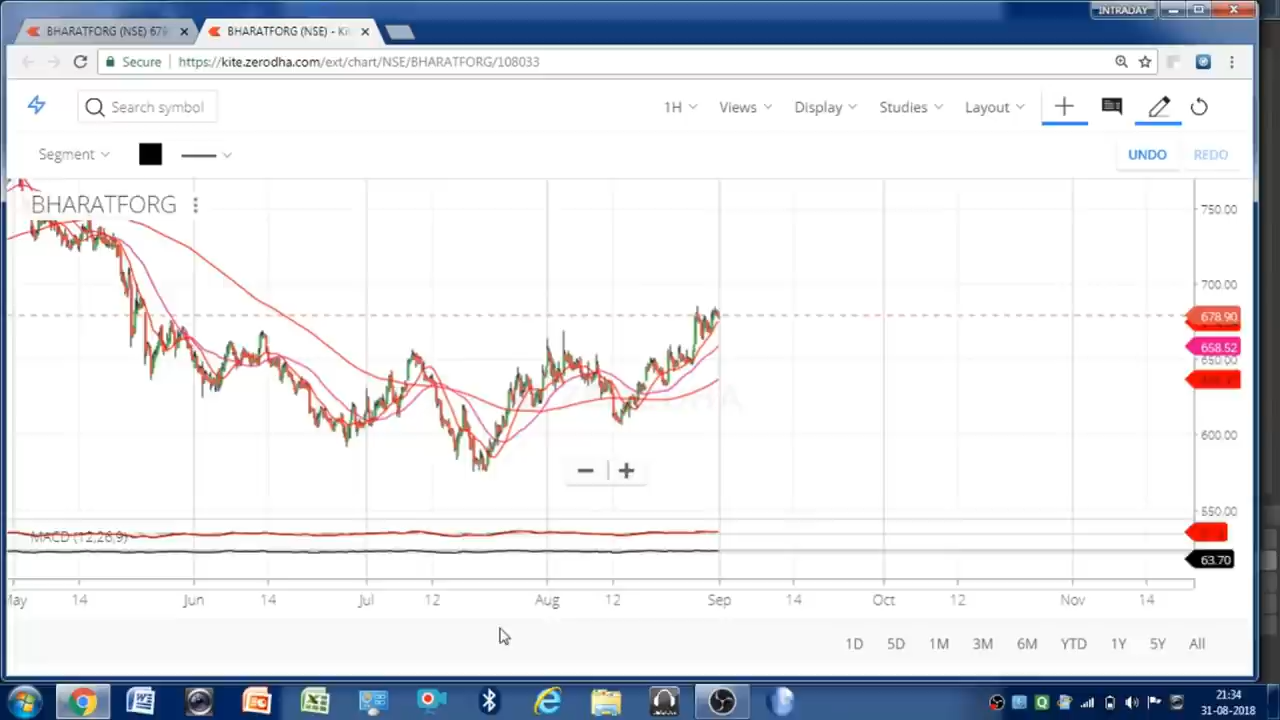 INTRADAY
BHARATFORG (NSE) 678 BHARATFORG (NSE) - Ki
Secure https://kite.zerodha.com/ext/chart/NSE/BHARATFORG/108033
Search symbol 1H Views Display Studies Layout
Segment UNDO REDO
BHARATFORG
750.00
700.00
678.90
658.52
650.00
600.00
550.00
MACD (12,26,9)
63.70
May 14 Jun 14 Jul 12 Aug 12 Sep 14 Oct 12 Nov 14
1D 5D 1M 3M 6M YTD 1Y 5Y All
21:34
31-08-2018